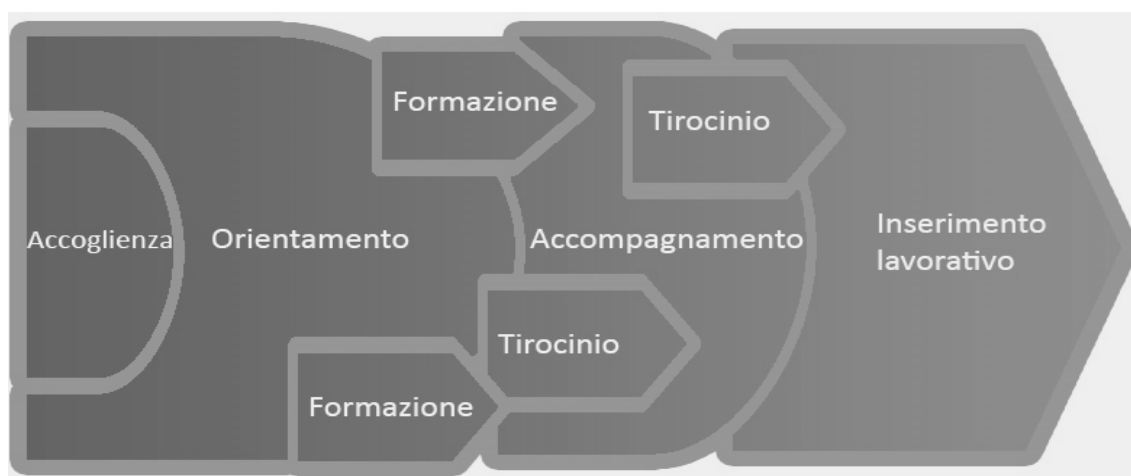 Formazione
Tirocinio
Accoglienza
Orientamento
Accompagnamento
Inserimento
lavorativo
Tirocinio
Formazione